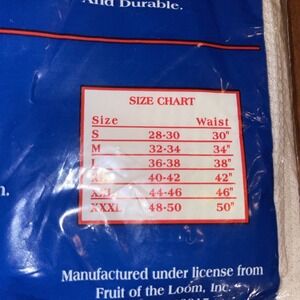 And Durable.
SIZE CHART
Size Waist
S 28-30 30"
M 32-34 34"
L 36-38 38"
40-42 42"
44-46 46"
XXXL 48-50 50"
Manufactured under license from
Fruit of the Loom, Inc.